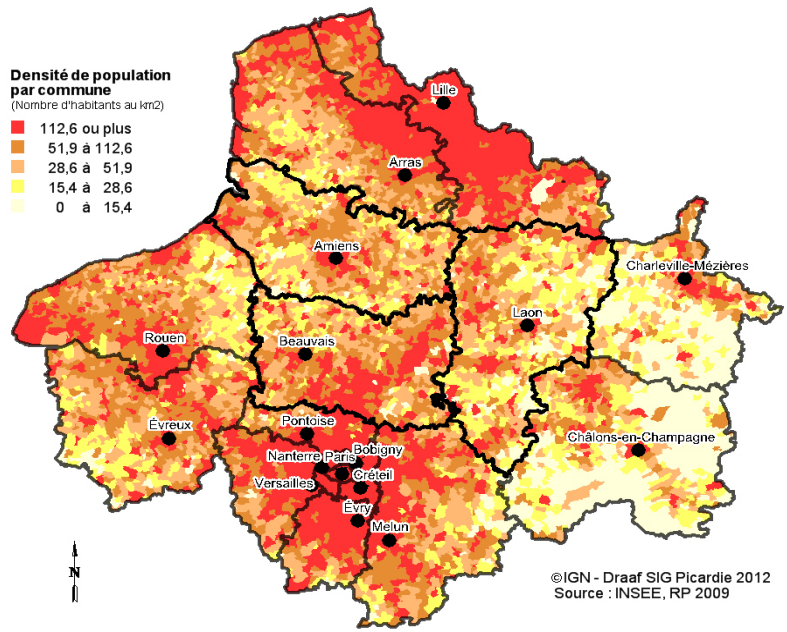 Densité de population
par commune
(Nombre d'habitants au km2)
112,6 ou plus
51,9 à 112,6
28,6 à 51,9
15,4 à 28,6
0 à 15,4
Lille
Arras
Amiens
Charleville-Mézières
Laon
Rouen
Beauvais
Évreux
Pontoise
Châlons-en-Champagne
Bobigny
Nanterre Paris
Créteil
Versailles
Évry
Melun
N
©IGN - Draaf SIG Picardie 2012
Source : INSEE, RP 2009